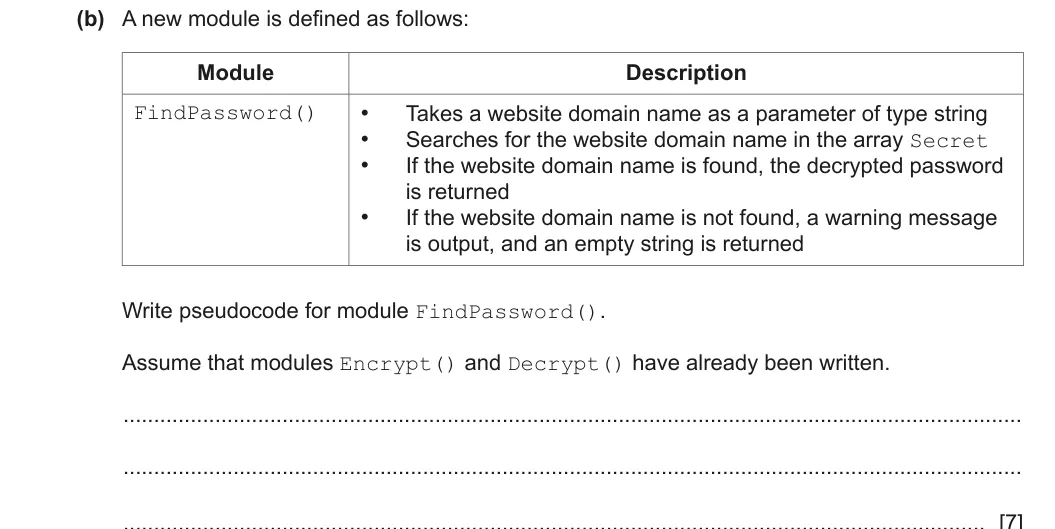 (b) A new module is defined as follows:
Module Description
FindPassword() • Takes a website domain name as a parameter of type string
• Searches for the website domain name in the array Secret
• If the website domain name is found, the decrypted password
is returned
• If the website domain name is not found, a warning message
is output, and an empty string is returned
Write pseudocode for module FindPassword().
Assume that modules Encrypt() and Decrypt() have already been written.
[7]